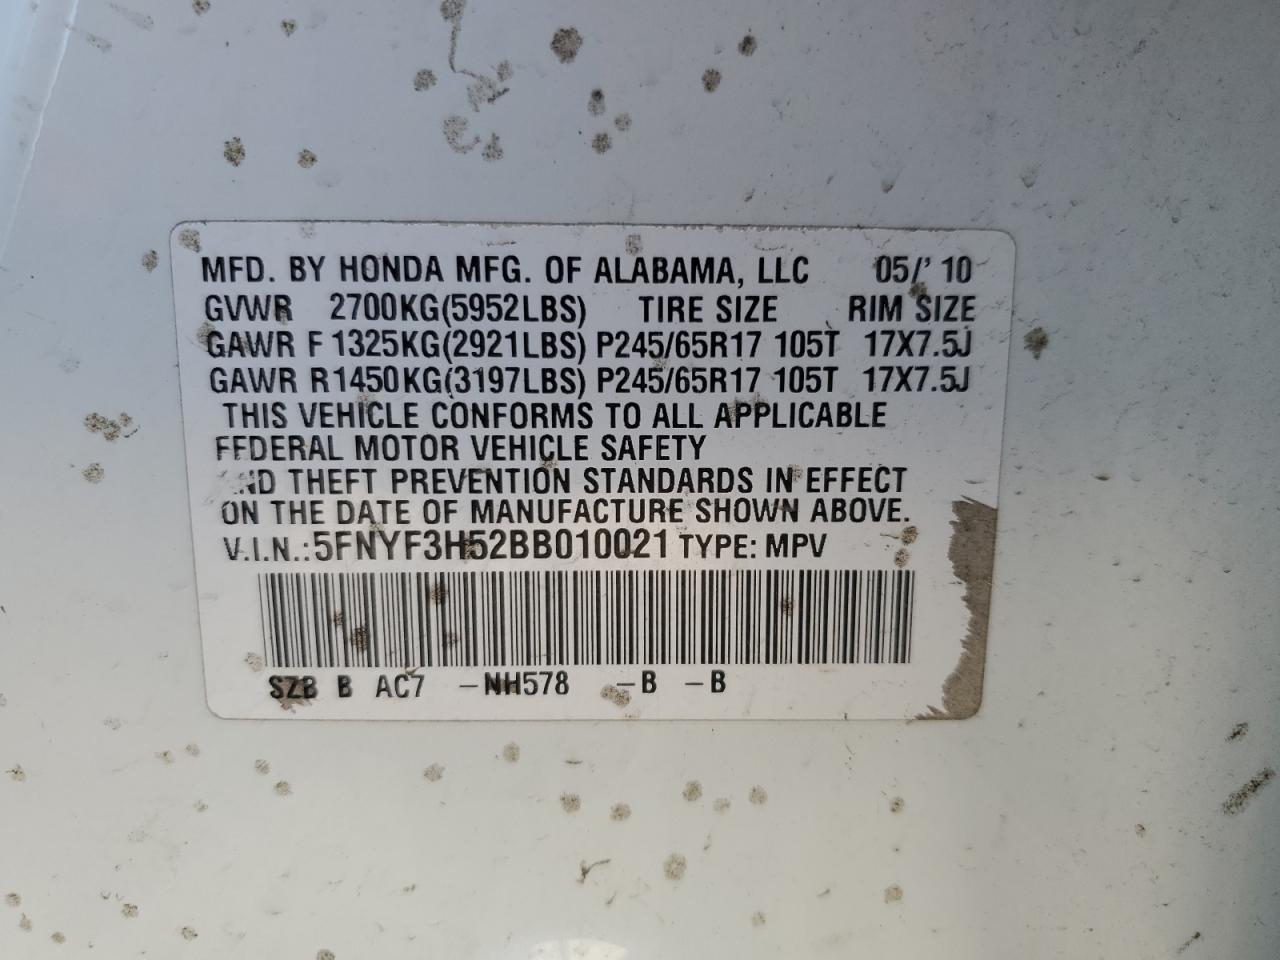 MFD. BY HONDA MFG. OF ALABAMA, LLC 05/' 10
GVWR 2700KG(5952LBS) TIRE SIZE RIM SIZE
GAWR F 1325KG(2921LBS) P245/65R17 105T 17X7.5J
GAWR R 1450KG(3197LBS) P245/65R17 105T 17X7.5J
THIS VEHICLE CONFORMS TO ALL APPLICABLE
FEDERAL MOTOR VEHICLE SAFETY
AND THEFT PREVENTION STANDARDS IN EFFECT
ON THE DATE OF MANUFACTURE SHOWN ABOVE.
V.I.N.:5FNYF3H52BB010021 TYPE: MPV
SZB B AC7 -NH578 -B -B